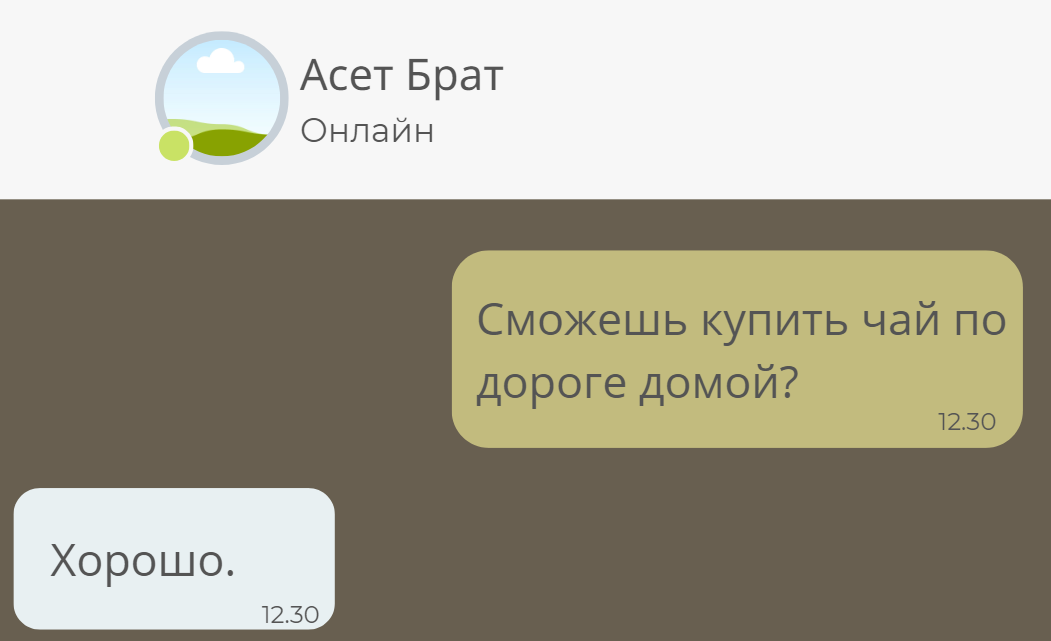 Асет Брат
Онлайн
Сможешь купить чай по
дороге домой?
12.30
Хорошо.
12.30